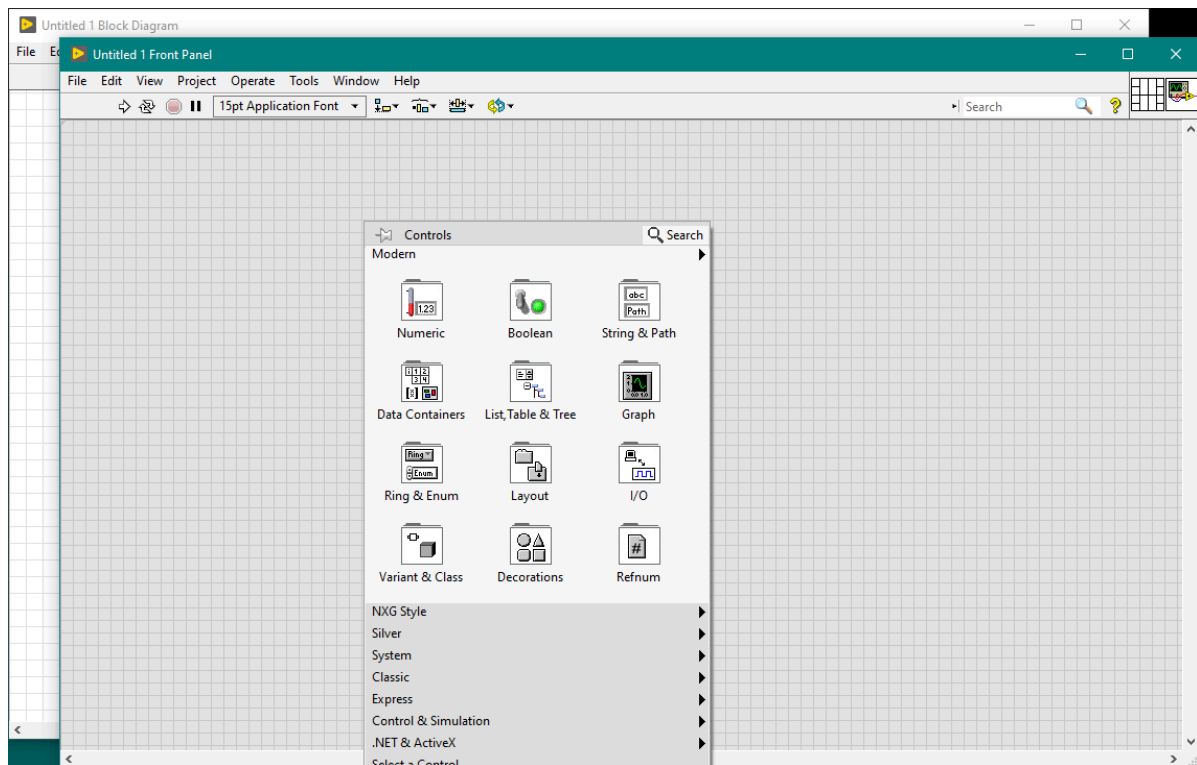 Untitled 1 Block Diagram
File
Untitled 1 Front Panel
File Edit View Project Operate Tools Window Help
15pt Application Font
Search
Controls
Search
Modern
1.23
abc
Path
Numeric Boolean String & Path
Data Containers List, Table & Tree Graph
Ring
Enum
Ring & Enum Layout I/O
#
Variant & Class Decorations Refnum
NXG Style
Silver
System
Classic
Express
Control & Simulation
.NET & ActiveX
Select a Control